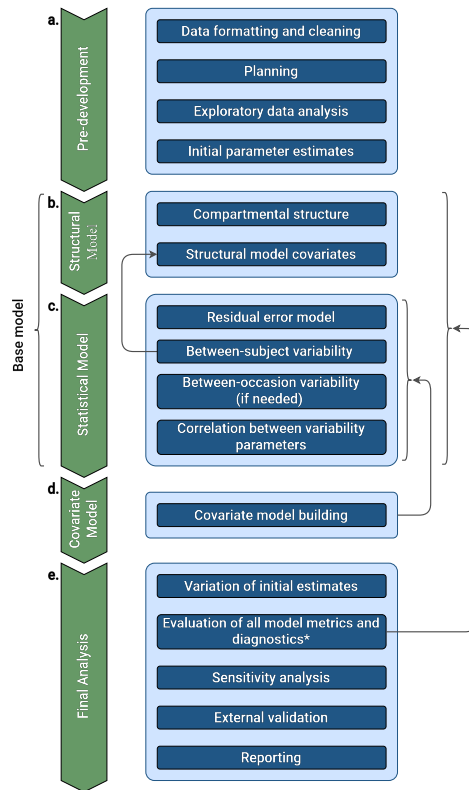 a.
Pre-development
Data formatting and cleaning
Planning
Exploratory data analysis
Initial parameter estimates
Base model
b.
Structural
Model
Compartmental structure
Structural model covariates
c.
Statistical Model
Residual error model
Between-subject variability
Between-occasion variability
(if needed)
Correlation between variability
parameters
d.
Covariate
Model
Covariate model building
e.
Final Analysis
Variation of initial estimates
Evaluation of all model metrics and
diagnostics*
Sensitivity analysis
External validation
Reporting